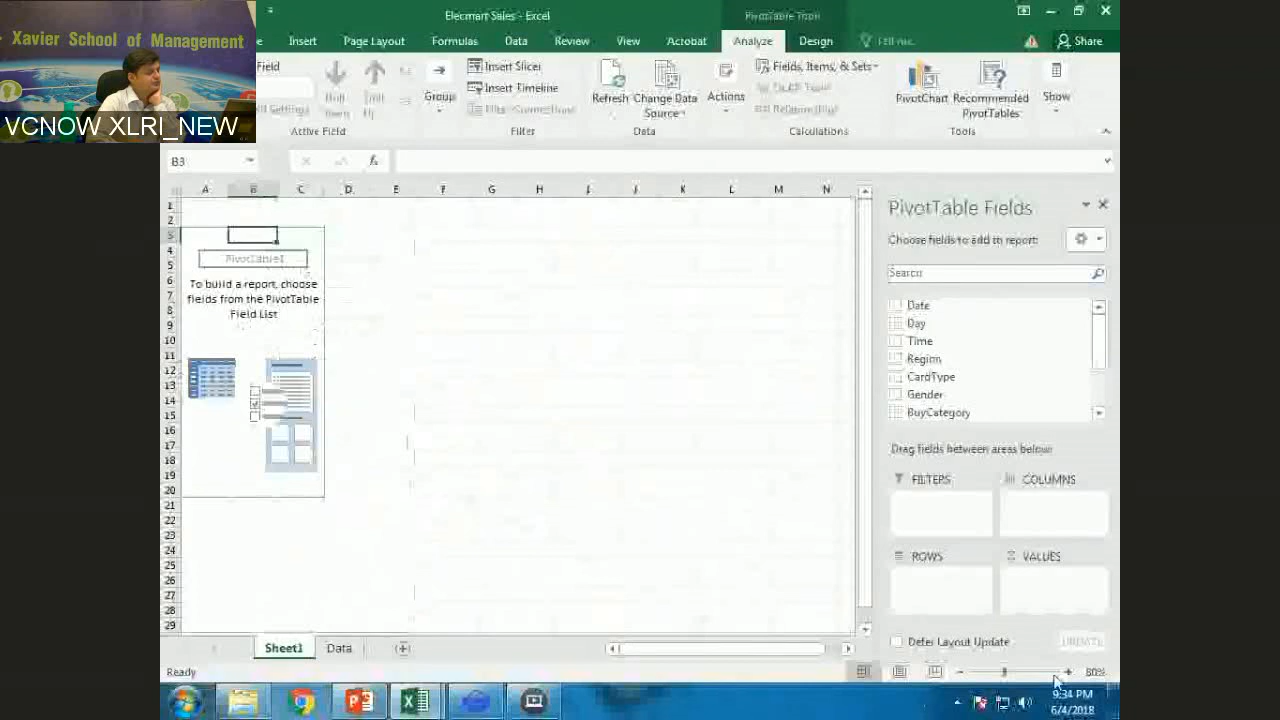 Xavier School of Management
VCNOW XLRI_NEW
Elecmart Sales - Excel
PivotTable Tools
Insert Page Layout Formulas Data Review View Acrobat Analyze Design Tell me Share
Field
Settings
Active Field
Group
Insert Slicer
Insert Timeline
Filter
Refresh
Change Data Source
Data
Actions
Fields, Items, & Sets
Calculations
PivotChart
Recommended PivotTables
Tools
Show
B3
A B C D E F G H I J K L M N
1
2
3
4
5
6
7
8
9
10
11
12
13
14
15
16
17
18
19
20
21
22
23
24
25
26
27
28
29
PivotTable1
To build a report, choose
fields from the PivotTable
Field List
PivotTable Fields
Choose fields to add to report:
Search
Date
Day
Time
Region
CardType
Gender
BuyCategory
Drag fields between areas below:
FILTERS COLUMNS
ROWS VALUES
Defer Layout Update UPDATE
Sheet1 Data
Ready 80%
9:34 PM
6/4/2018